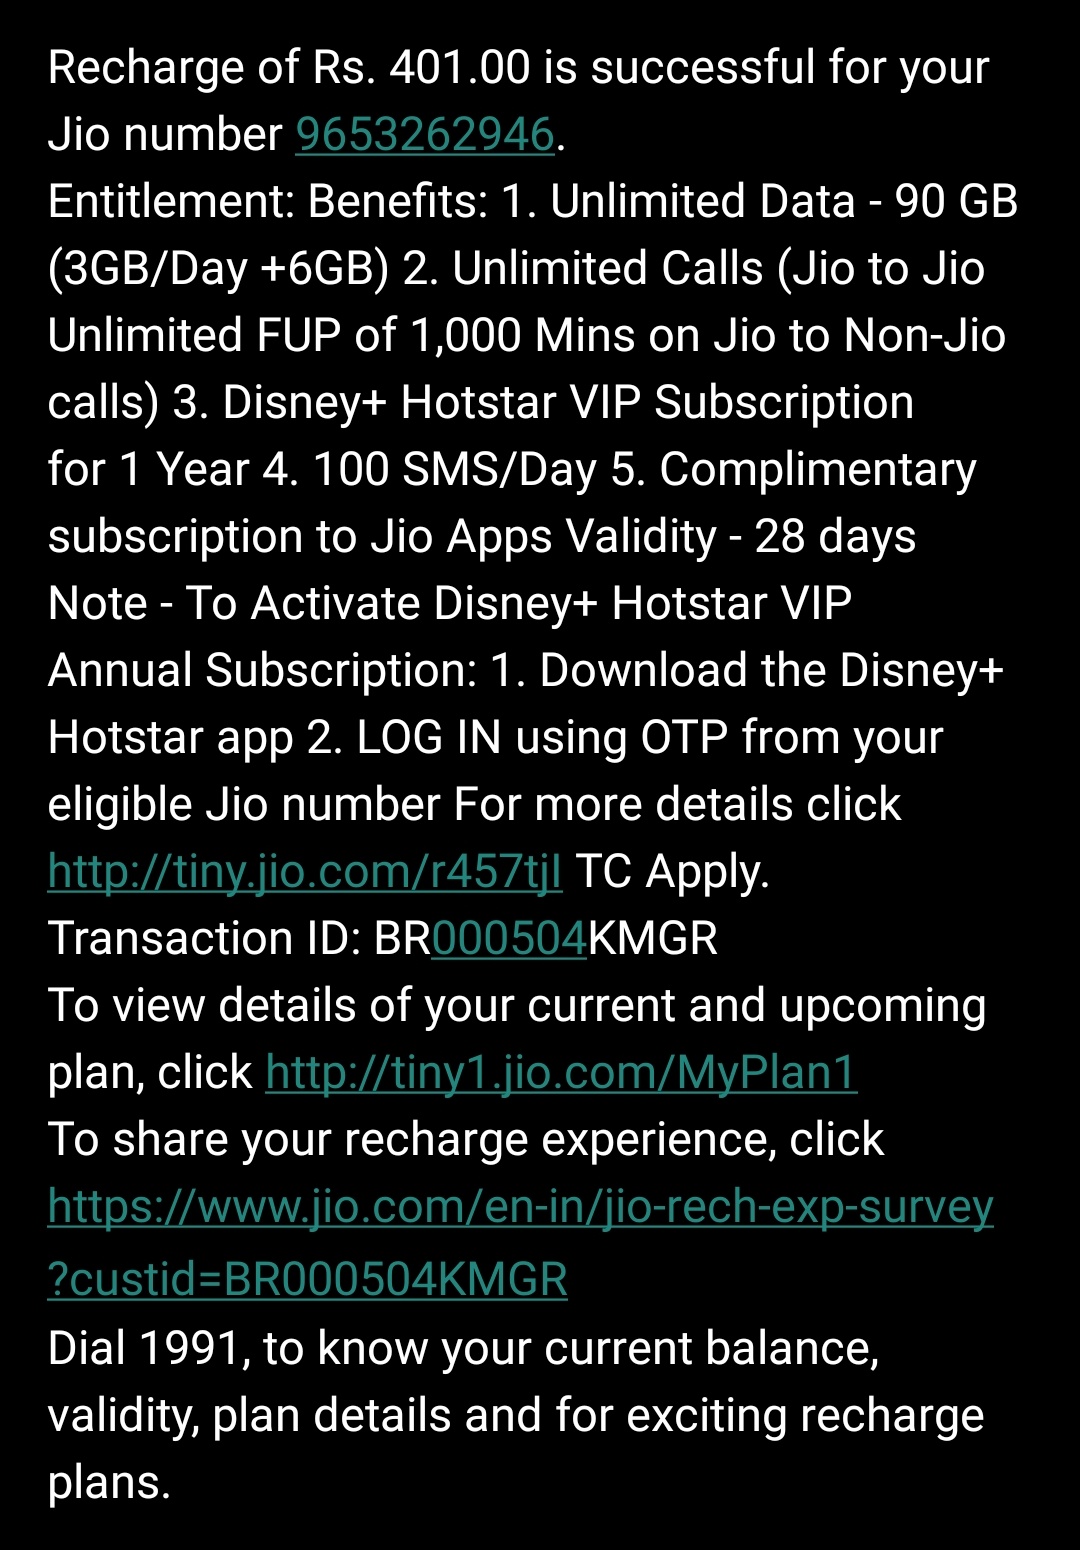 Recharge of Rs. 401.00 is successful for your
Jio number 9653262946.
Entitlement: Benefits: 1. Unlimited Data - 90 GB
(3GB/Day +6GB) 2. Unlimited Calls (Jio to Jio
Unlimited FUP of 1,000 Mins on Jio to Non-Jio
calls) 3. Disney+ Hotstar VIP Subscription
for 1 Year 4. 100 SMS/Day 5. Complimentary
subscription to Jio Apps Validity - 28 days
Note - To Activate Disney+ Hotstar VIP
Annual Subscription: 1. Download the Disney+
Hotstar app 2. LOG IN using OTP from your
eligible Jio number For more details click
http://tiny.jio.com/r457tjI TC Apply.
Transaction ID: BR000504KMGR
To view details of your current and upcoming
plan, click http://tiny1.jio.com/MyPlan1
To share your recharge experience, click
https://www.jio.com/en-in/jio-rech-exp-survey
?custid=BR000504KMGR
Dial 1991, to know your current balance,
validity, plan details and for exciting recharge
plans.